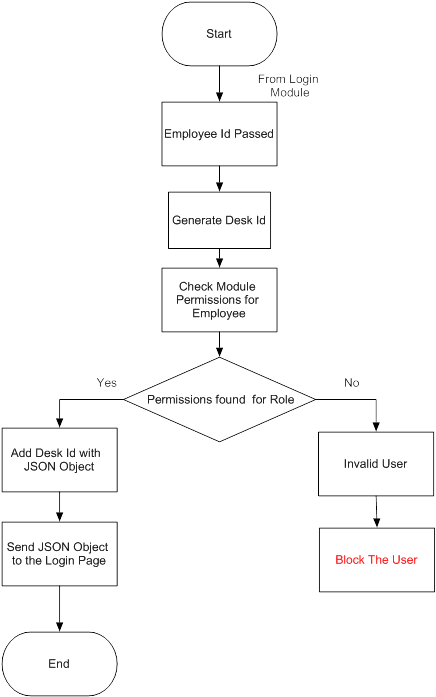 Start
From Login
Module
Employee Id Passed
Generate Desk Id
Check Module
Permissions for
Employee
Yes
No
Permissions found for Role
Add Desk Id with
JSON Object
Invalid User
Send JSON Object
to the Login Page
Block The User
End